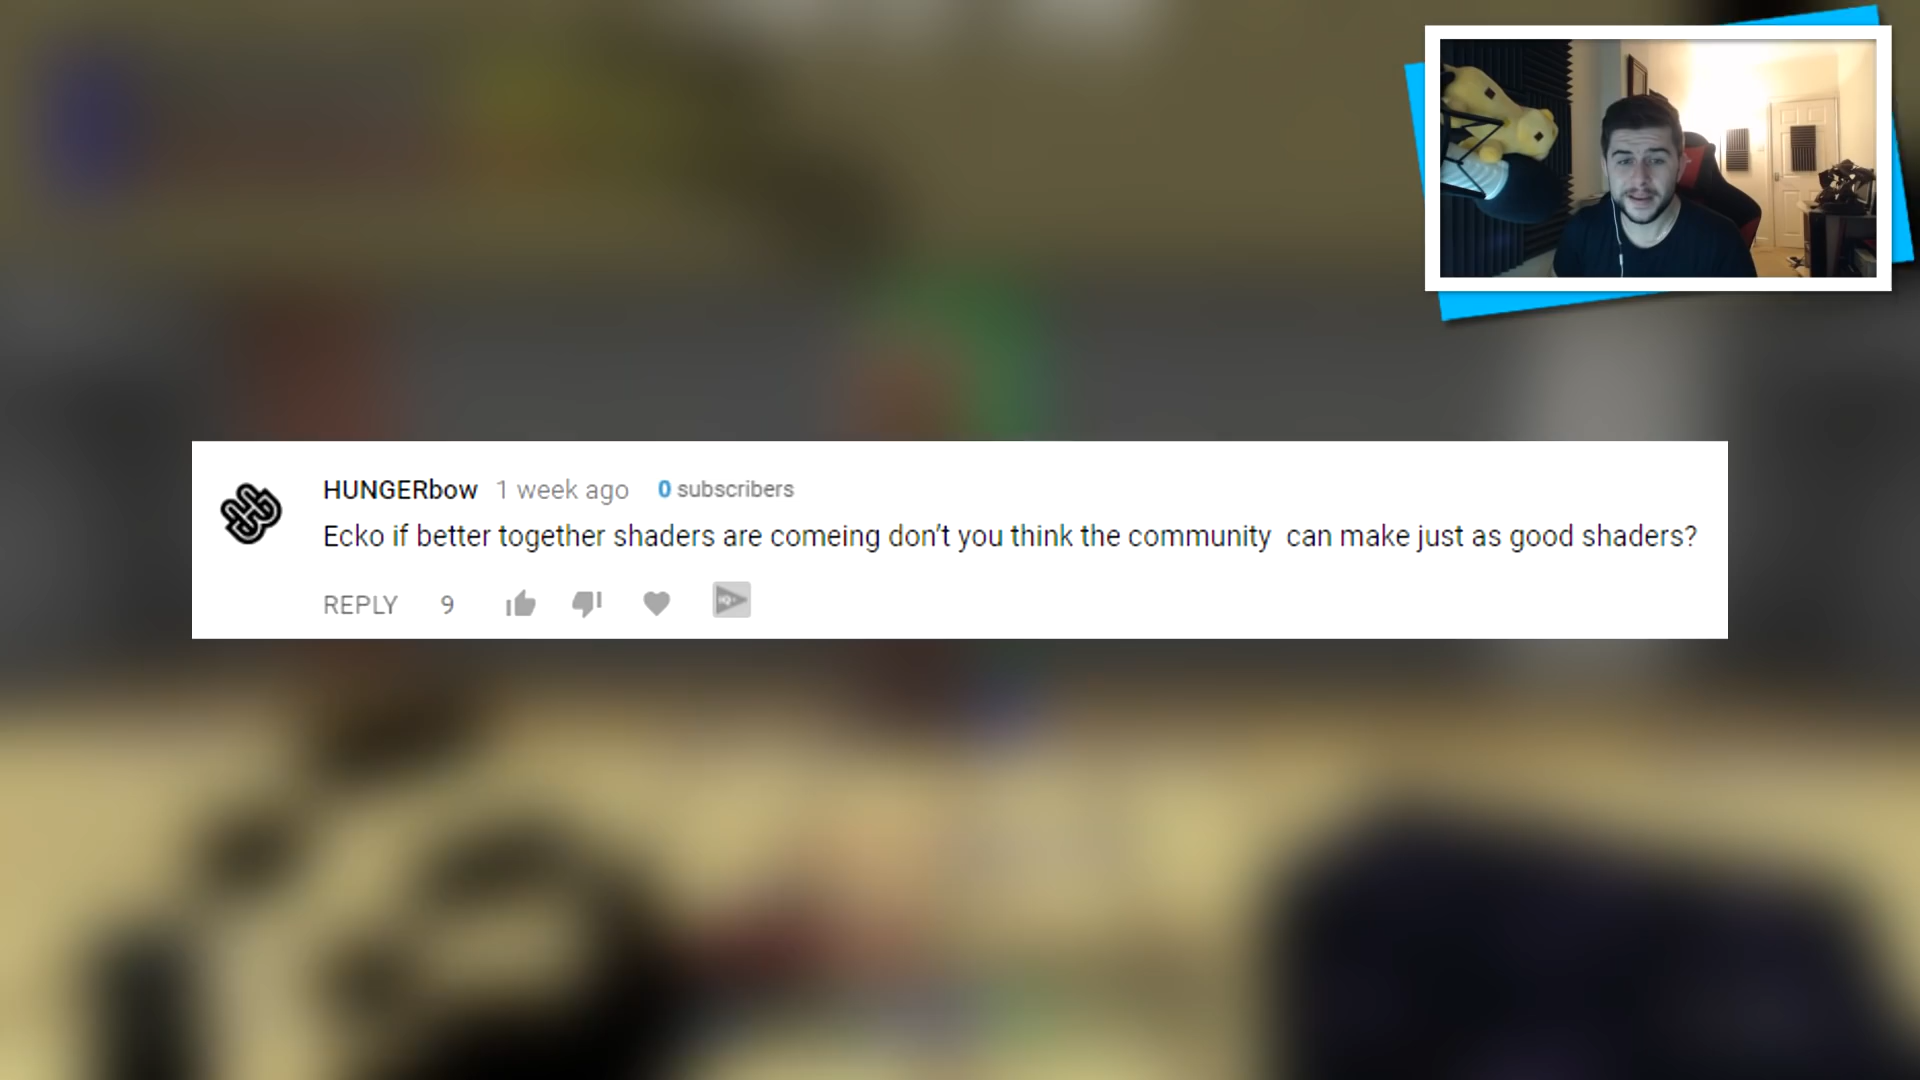 HUNGERbow 1 week ago 0 subscribers
Ecko if better together shaders are comeing don't you think the community  can make just as good shaders?
REPLY 9